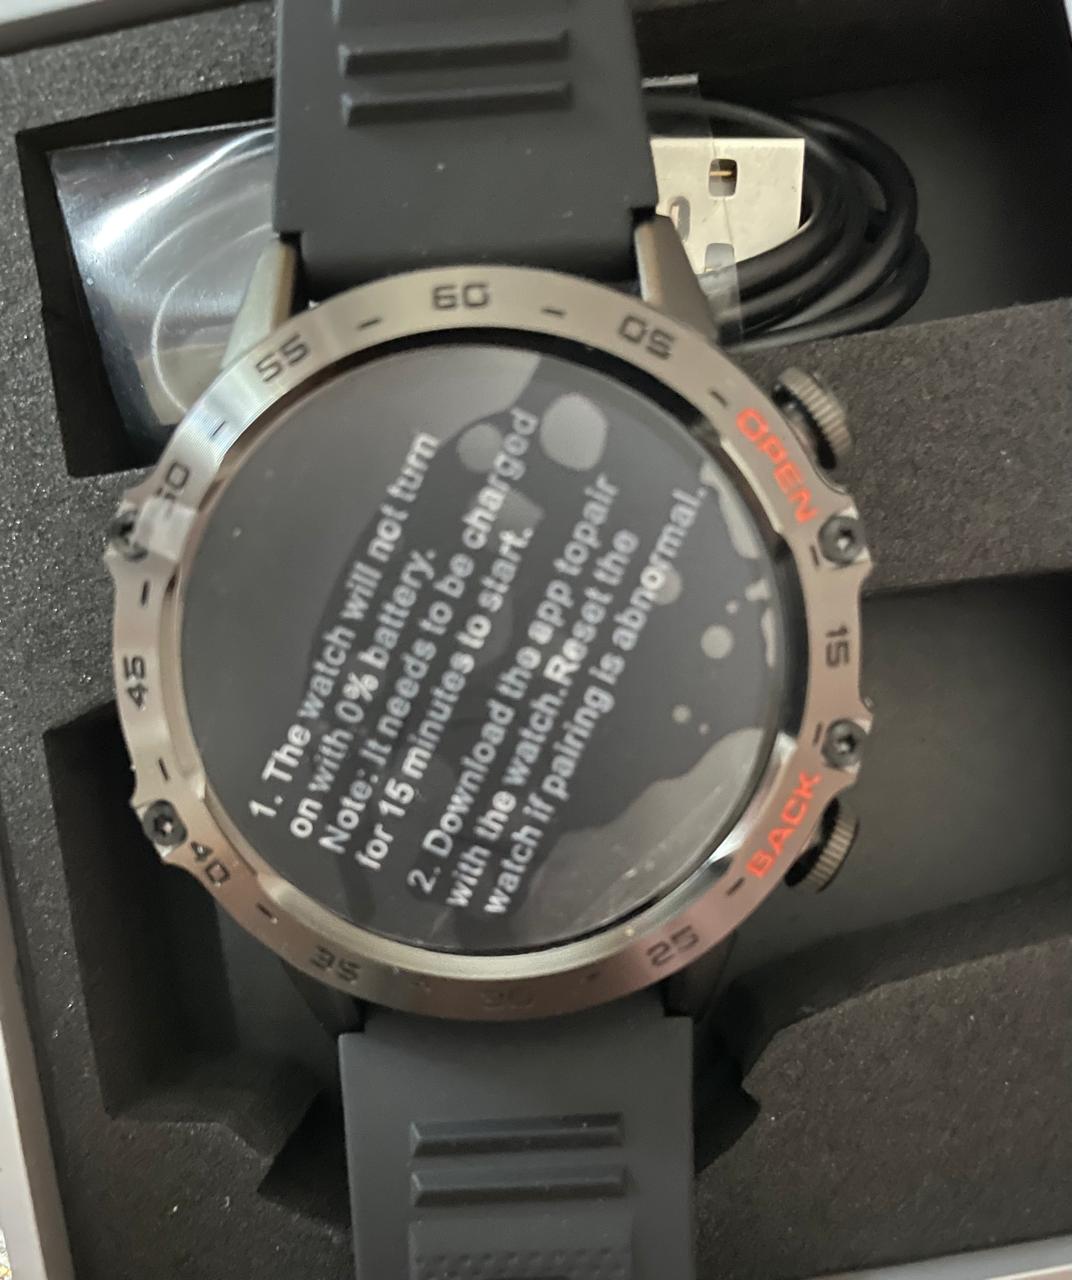 1. The watch will not turn
on with 0% battery.
Note: It needs to be charged
for 15 minutes to start.
2. Download the app topair
with the watch.Reset the
watch if pairing is abnormal.
60
05
OPEN
15
BACK
25
30
35
40
45
50
55